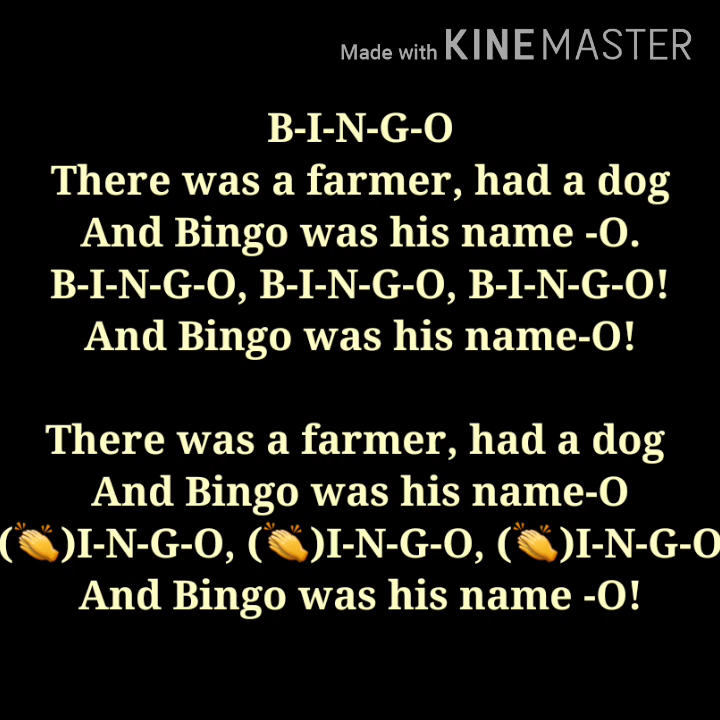 Made with KINEMASTER
B-I-N-G-O
There was a farmer, had a dog
And Bingo was his name -O.
B-I-N-G-O, B-I-N-G-O, B-I-N-G-O!
And Bingo was his name-O!
There was a farmer, had a dog
And Bingo was his name-O
(👏)I-N-G-O, (👏)I-N-G-O, (👏)I-N-G-O
And Bingo was his name -O!